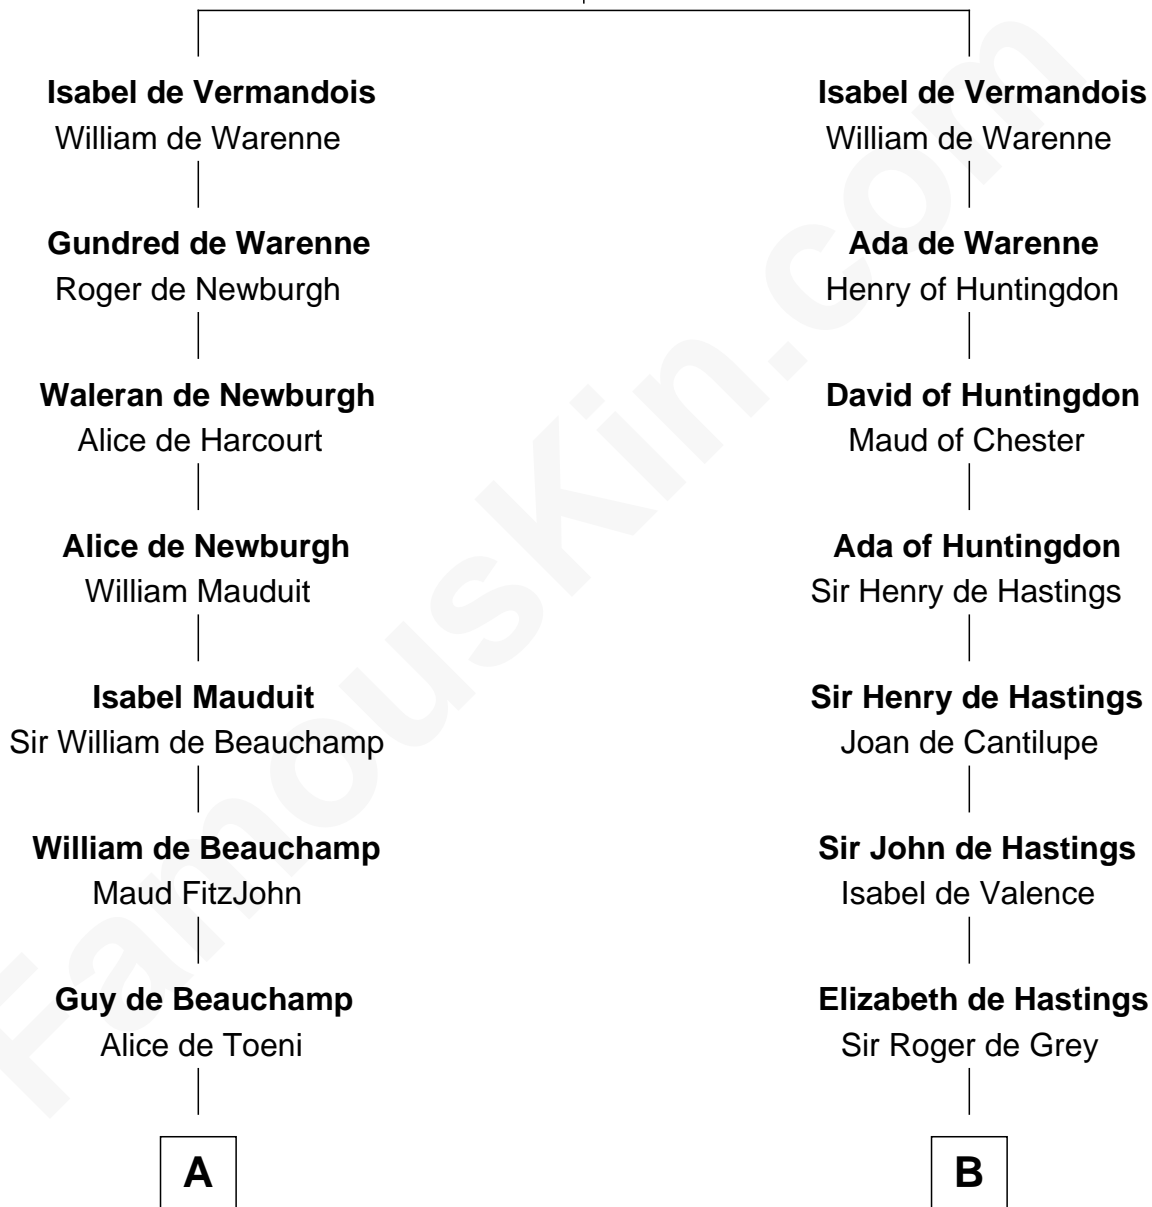 Isabel de Vermandois
William de Warenne
Gundred de Warenne
Roger de Newburgh
Waleran de Newburgh
Alice de Harcourt
Alice de Newburgh
William Mauduit
Isabel Mauduit
Sir William de Beauchamp
William de Beauchamp
Maud FitzJohn
Guy de Beauchamp
Alice de Toeni
A
Isabel de Vermandois
William de Warenne
Ada de Warenne
Henry of Huntingdon
David of Huntingdon
Maud of Chester
Ada of Huntingdon
Sir Henry de Hastings
Sir Henry de Hastings
Joan de Cantilupe
Sir John de Hastings
Isabel de Valence
Elizabeth de Hastings
Sir Roger de Grey
B
FamousKin.com